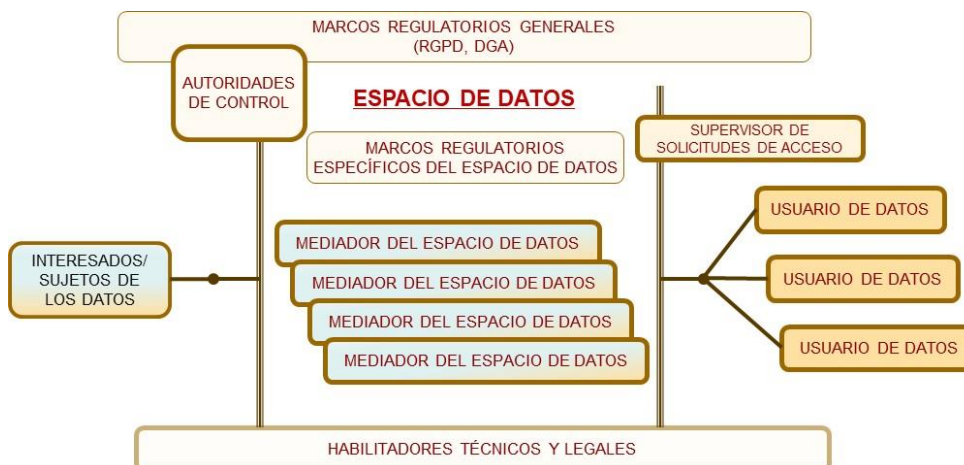 MARCOS REGULATORIOS GENERALES
(RGPD, DGA)
AUTORIDADES
DE CONTROL
ESPACIO DE DATOS
SUPERVISOR DE
SOLICITUDES DE ACCESO
MARCOS REGULATORIOS
ESPECÍFICOS DEL ESPACIO DE DATOS
USUARIO DE DATOS
MEDIADOR DEL ESPACIO DE DATOS
INTERESADOS/
SUJETOS DE
LOS DATOS
MEDIADOR DEL ESPACIO DE DATOS
USUARIO DE DATOS
MEDIADOR DEL ESPACIO DE DATOS
MEDIADOR DEL ESPACIO DE DATOS
USUARIO DE DATOS
HABILITADORES TÉCNICOS Y LEGALES